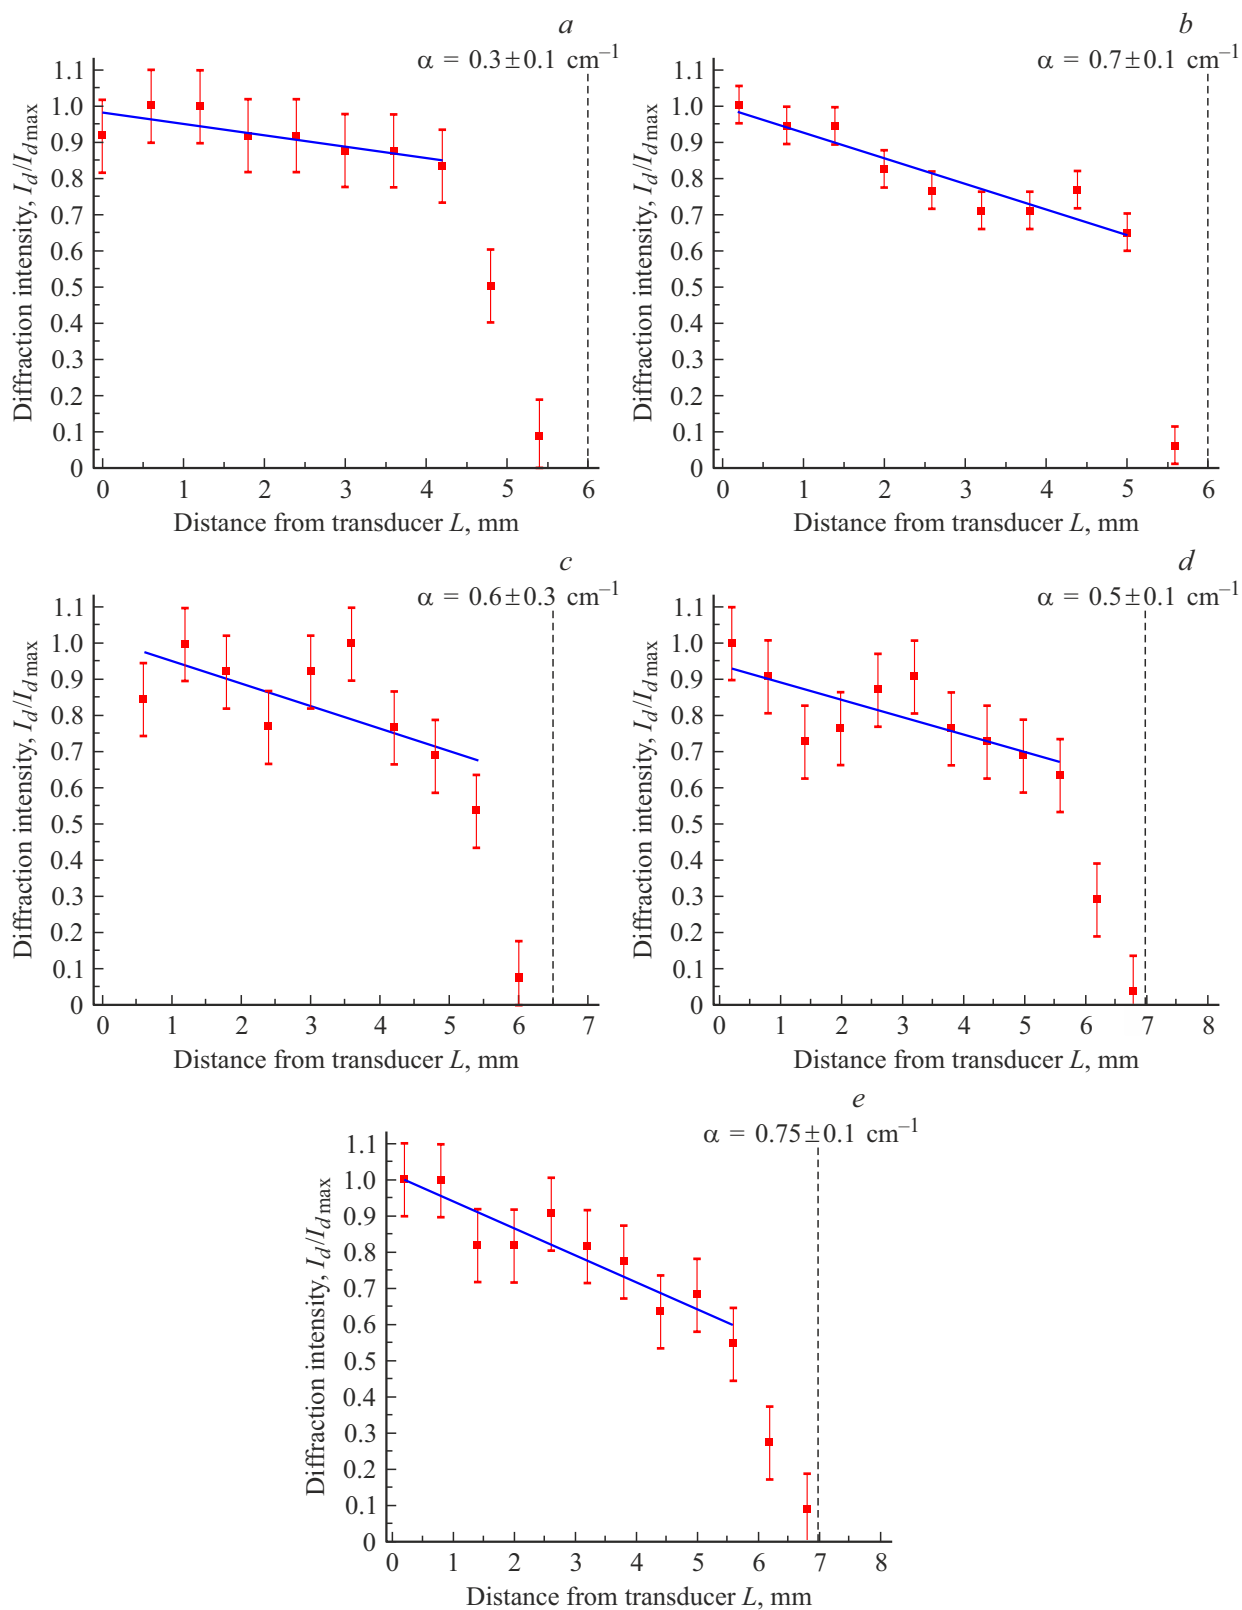 a
α = 0.3±0.1 cm⁻¹
1.1
1.0
0.9
0.8
0.7
0.6
0.5
0.4
0.3
0.2
0.1
0
Diffraction intensity, I_d/I_d max
0 1 2 3 4 5 6
Distance from transducer L, mm
b
α = 0.7±0.1 cm⁻¹
1.1
1.0
0.9
0.8
0.7
0.6
0.5
0.4
0.3
0.2
0.1
0
Diffraction intensity, I_d/I_d max
0 1 2 3 4 5 6
Distance from transducer L, mm
c
α = 0.6±0.3 cm⁻¹
1.1
1.0
0.9
0.8
0.7
0.6
0.5
0.4
0.3
0.2
0.1
0
Diffraction intensity, I_d/I_d max
0 1 2 3 4 5 6 7
Distance from transducer L, mm
d
α = 0.5±0.1 cm⁻¹
1.1
1.0
0.9
0.8
0.7
0.6
0.5
0.4
0.3
0.2
0.1
0
Diffraction intensity, I_d/I_d max
0 1 2 3 4 5 6 7 8
Distance from transducer L, mm
e
α = 0.75±0.1 cm⁻¹
1.1
1.0
0.9
0.8
0.7
0.6
0.5
0.4
0.3
0.2
0.1
0
Diffraction intensity, I_d/I_d max
0 1 2 3 4 5 6 7 8
Distance from transducer L, mm